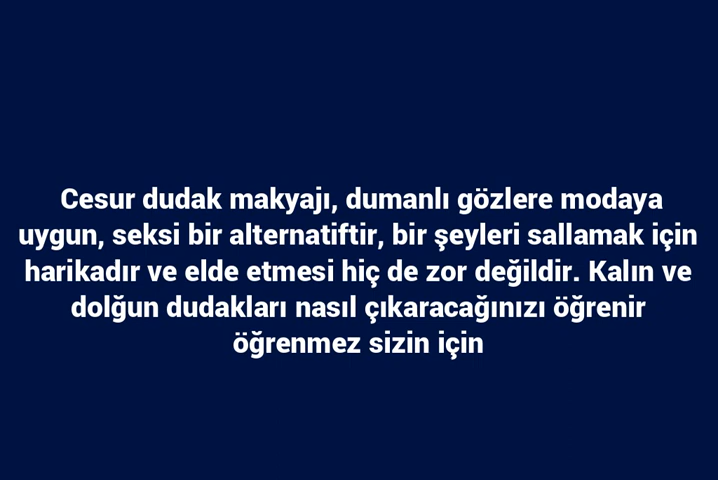 Cesur dudak makyajı, dumanlı gözlere modaya
uygun, seksi bir alternatiftir, bir şeyleri sallamak için
harikadır ve elde etmesi hiç de zor değildir. Kalın ve
dolğun dudakları nasıl çıkaracağınızı öğrenir
öğrenmez sizin için